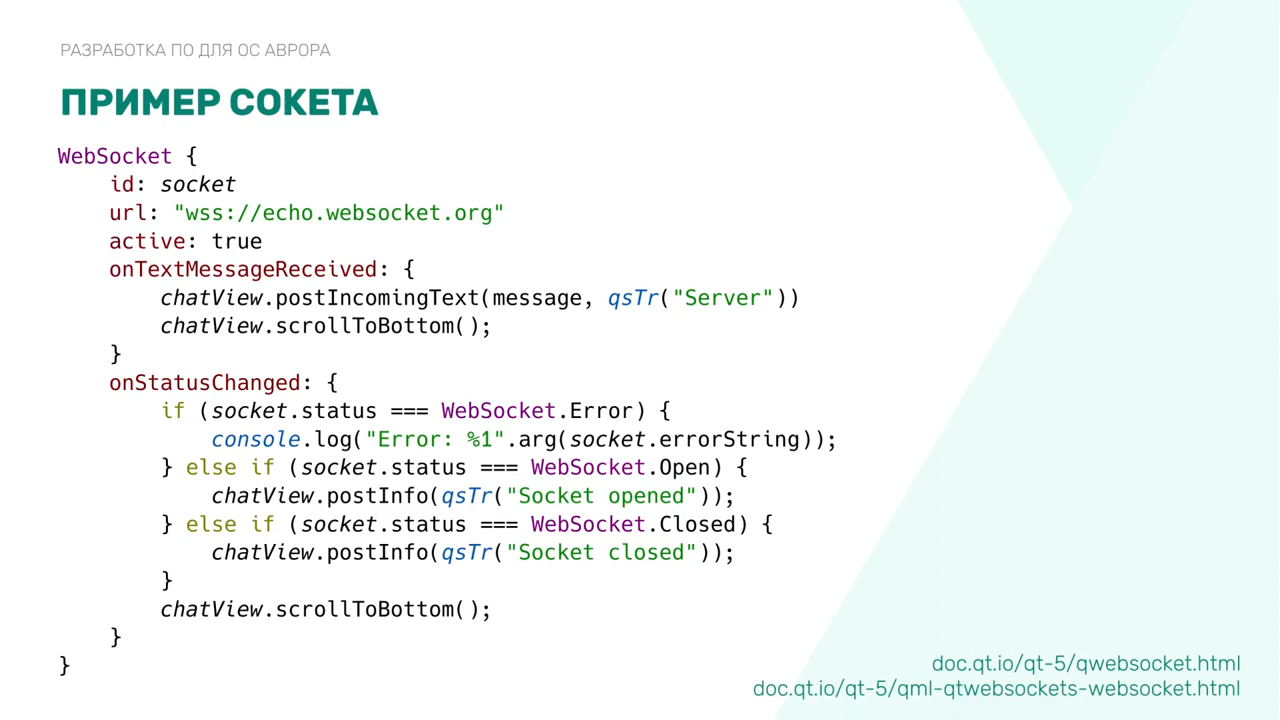 РАЗРАБОТКА ПО ДЛЯ ОС АВРОРА
ПРИМЕР СОКЕТА
WebSocket {
    id: socket
    url: "wss://echo.websocket.org"
    active: true
    onTextMessageReceived: {
        chatView.postIncomingText(message, qsTr("Server"))
        chatView.scrollToBottom();
    }
    onStatusChanged: {
        if (socket.status === WebSocket.Error) {
            console.log("Error: %1".arg(socket.errorString));
        } else if (socket.status === WebSocket.Open) {
            chatView.postInfo(qsTr("Socket opened"));
        } else if (socket.status === WebSocket.Closed) {
            chatView.postInfo(qsTr("Socket closed"));
        }
        chatView.scrollToBottom();
    }
}
doc.qt.io/qt-5/qwebsocket.html
doc.qt.io/qt-5/qml-qtwebsockets-websocket.html